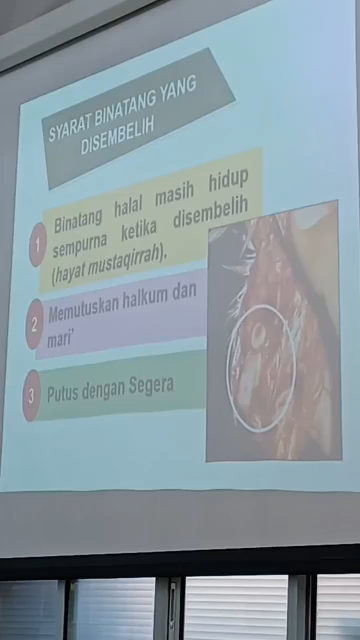 SYARAT BINATANG YANG
DISEMBELIH
1
Binatang halal masih hidup
sempurna ketika disembelih
(hayat mustaqirrah).
2
Memutuskan halkum dan
mari'
3
Putus dengan Segera